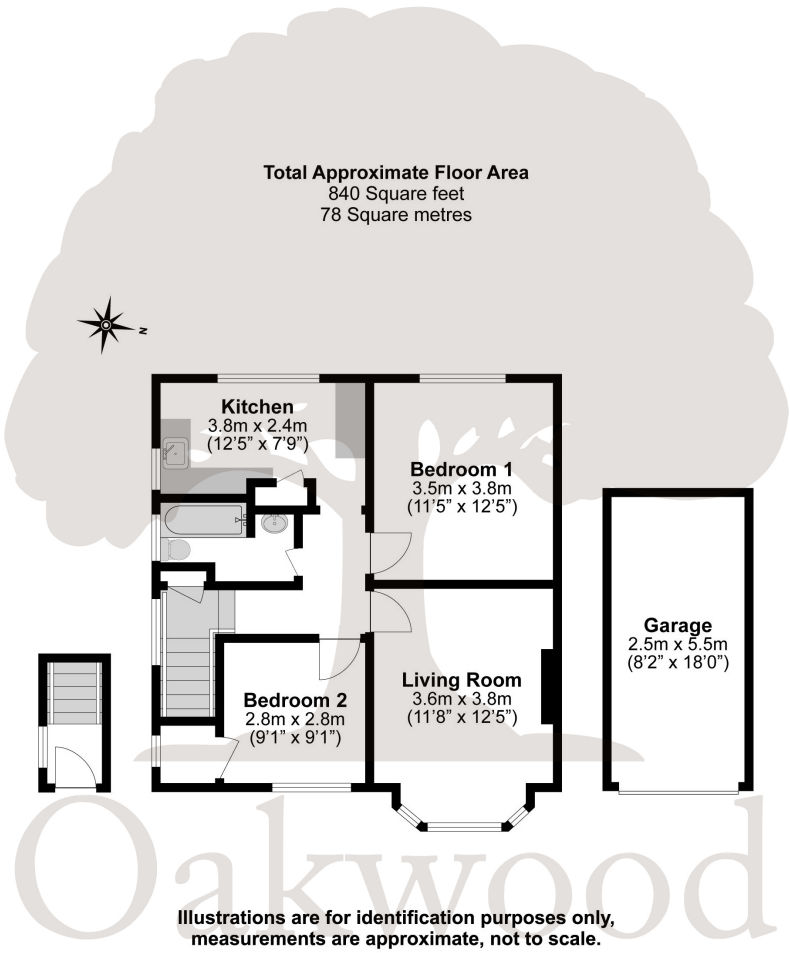 Total Approximate Floor Area
840 Square feet
78 Square metres
N
Kitchen
3.8m x 2.4m
(12'5" x 7'9")
Bedroom 1
3.5m x 3.8m
(11'5" x 12'5")
Garage
2.5m x 5.5m
(8'2" x 18'0")
Living Room
3.6m x 3.8m
(11'8" x 12'5")
Bedroom 2
2.8m x 2.8m
(9'1" x 9'1")
Oakwood
Illustrations are for identification purposes only,
measurements are approximate, not to scale.